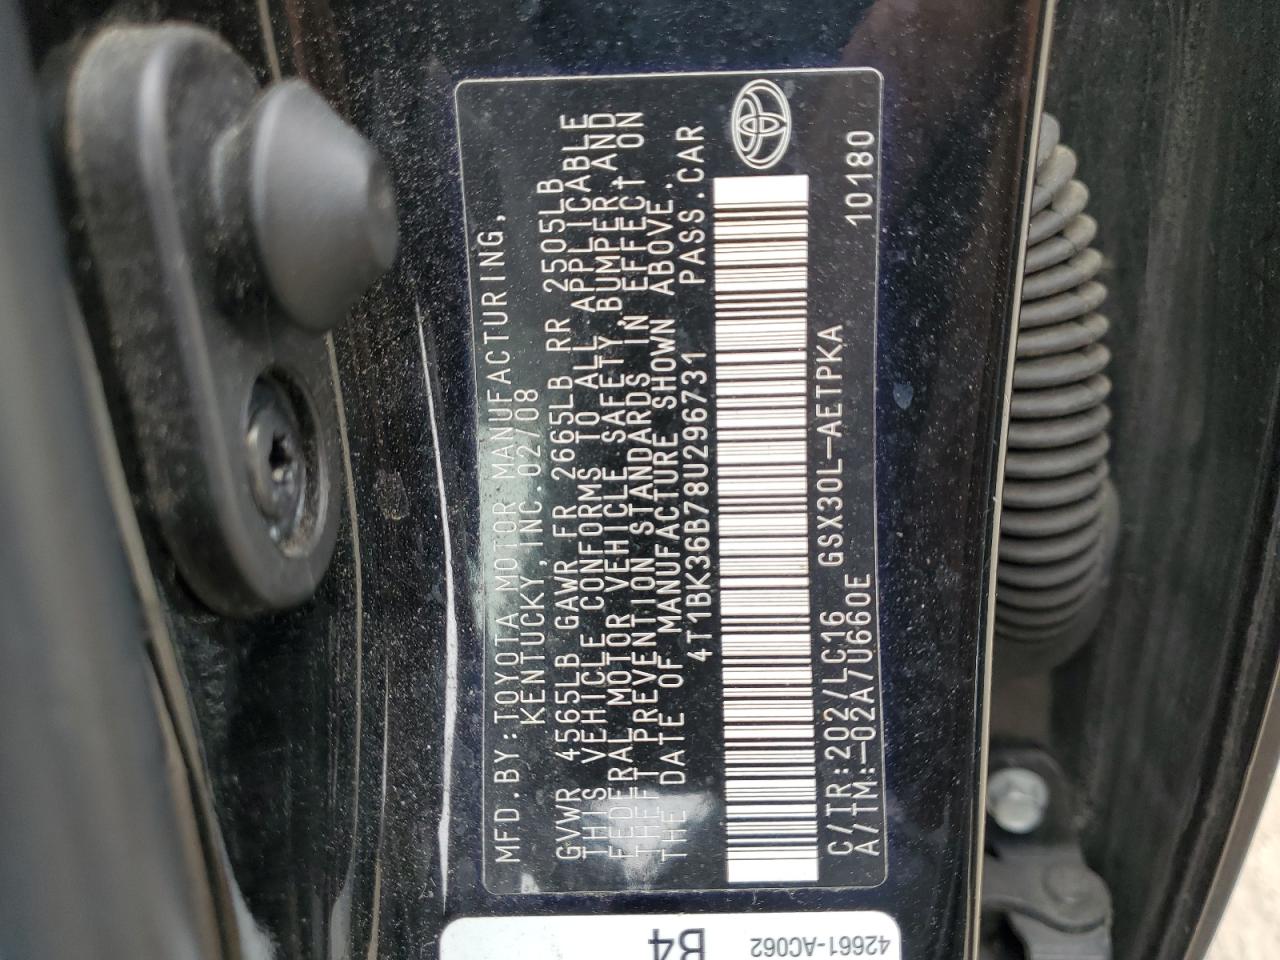 MFD.BY:TOYOTA MOTOR MANUFACTURING,
KENTUCKY, INC. 02/08
GVWR 4565LB GAWR FR 2665LB RR 2505LB
THIS VEHICLE CONFORMS TO ALL APPLICABLE
FEDERAL MOTOR VEHICLE SAFETY, BUMPER, AND
THEFT PREVENTION STANDARDS IN EFFECT ON
THE DATE OF MANUFACTURE SHOWN ABOVE.
4T1BK36B78U296731 PASS.CAR
C/TR:202/LC16 GSX30L-AETPKA 10180
A/TM:-02A/U660E
42661-AC062
B4